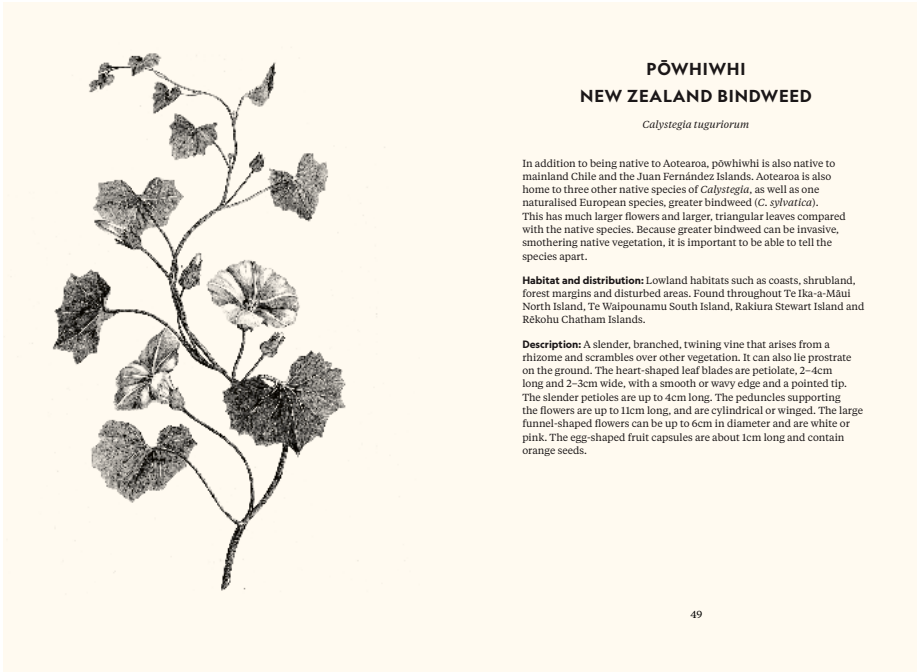 PŌWHIWHI
NEW ZEALAND BINDWEED
Calystegia tuguriorum
In addition to being native to Aotearoa, pōwhiwhi is also native to
mainland Chile and the Juan Fernández Islands. Aotearoa is also
home to three other native species of Calystegia, as well as one
naturalised European species, greater bindweed (C. sylvatica).
This has much larger flowers and larger, triangular leaves compared
with the native species. Because greater bindweed can be invasive,
smothering native vegetation, it is important to be able to tell the
species apart.
Habitat and distribution: Lowland habitats such as coasts, shrubland,
forest margins and disturbed areas. Found throughout Te Ika-a-Māui
North Island, Te Waipounamu South Island, Rakiura Stewart Island and
Rēkohu Chatham Islands.
Description: A slender, branched, twining vine that arises from a
rhizome and scrambles over other vegetation. It can also lie prostrate
on the ground. The heart-shaped leaf blades are petiolate, 2–4cm
long and 2–3cm wide, with a smooth or wavy edge and a pointed tip.
The slender petioles are up to 4cm long. The peduncles supporting
the flowers are up to 11cm long, and are cylindrical or winged. The large
funnel-shaped flowers can be up to 6cm in diameter and are white or
pink. The egg-shaped fruit capsules are about 1cm long and contain
orange seeds.
49